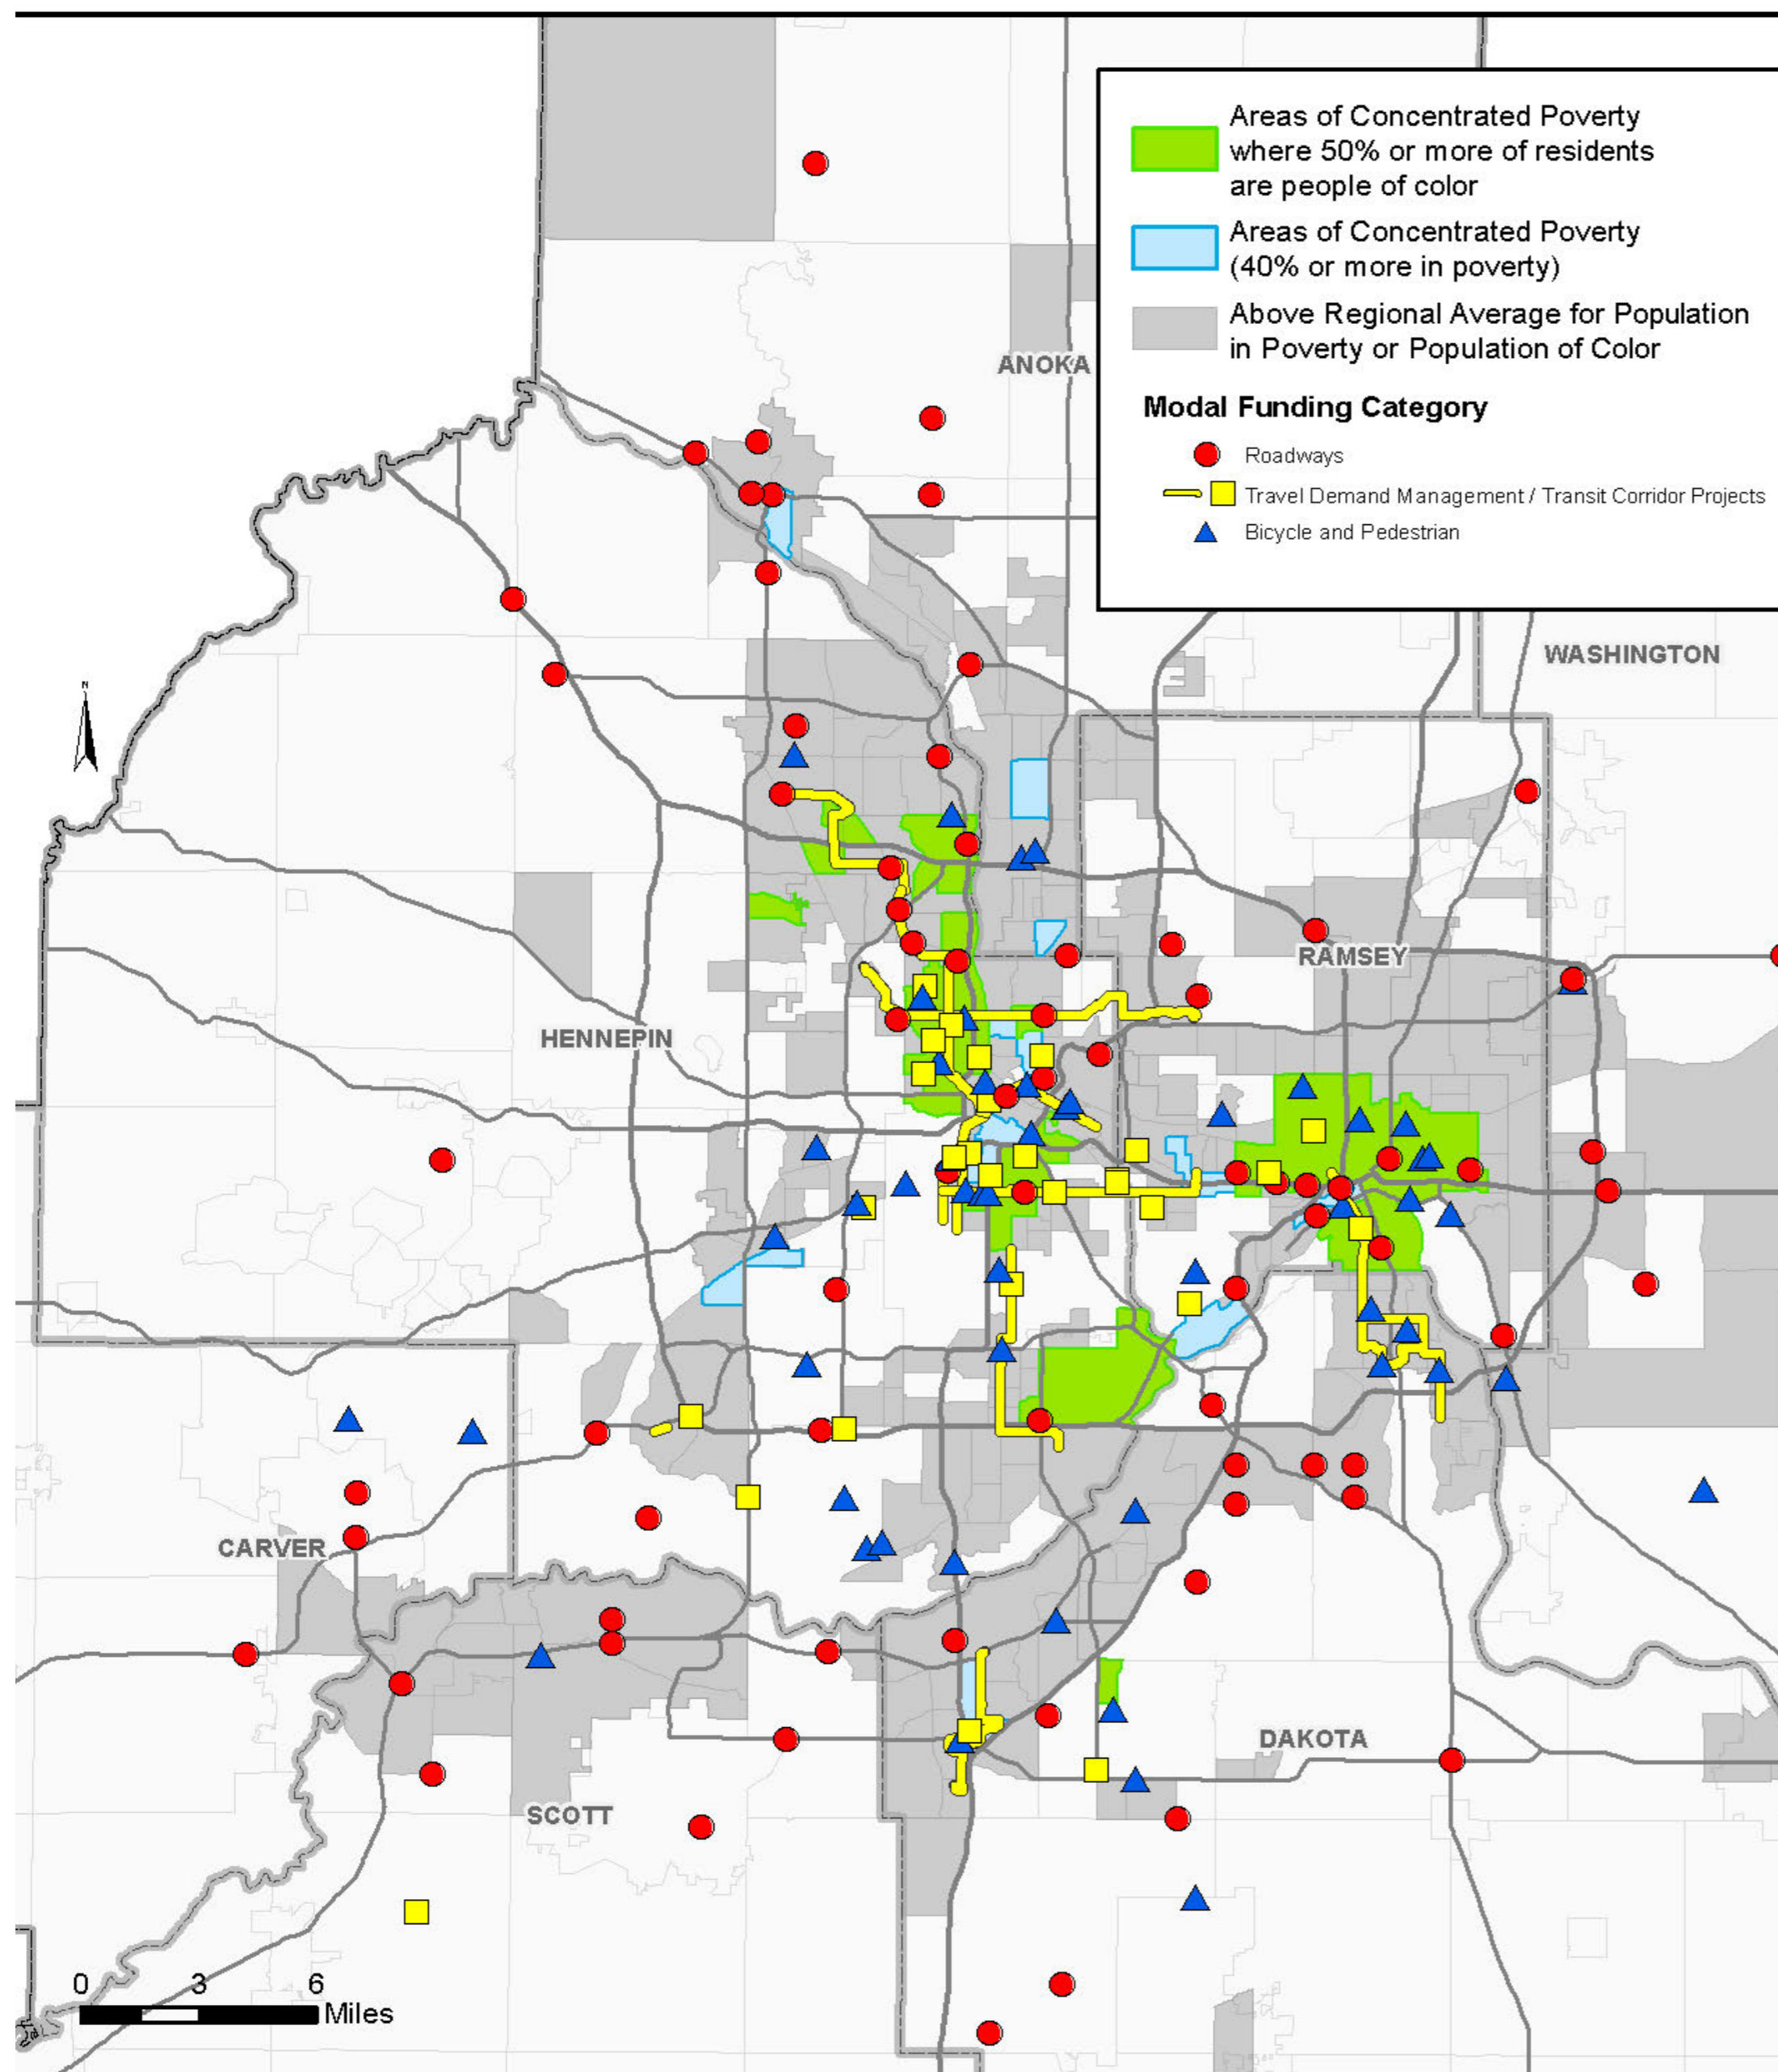 Areas of Concentrated Poverty
where 50% or more of residents
are people of color
Areas of Concentrated Poverty
(40% or more in poverty)
Above Regional Average for Population
in Poverty or Population of Color
Modal Funding Category
Roadways
Travel Demand Management / Transit Corridor Projects
Bicycle and Pedestrian
ANOKA
WASHINGTON
N
RAMSEY
HENNEPIN
CARVER
DAKOTA
SCOTT
0 3 6
Miles